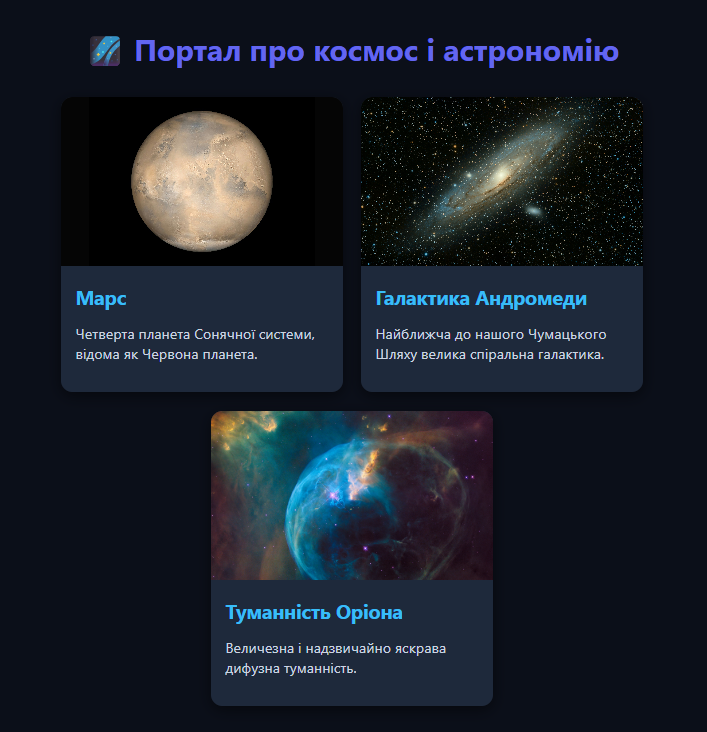 Портал про космос і астрономію
Марс
Четверта планета Сонячної системи,
відома як Червона планета.
Галактика Андромеди
Найближча до нашого Чумацького
Шляху велика спіральна галактика.
Туманність Оріона
Величезна і надзвичайно яскрава
дифузна туманність.